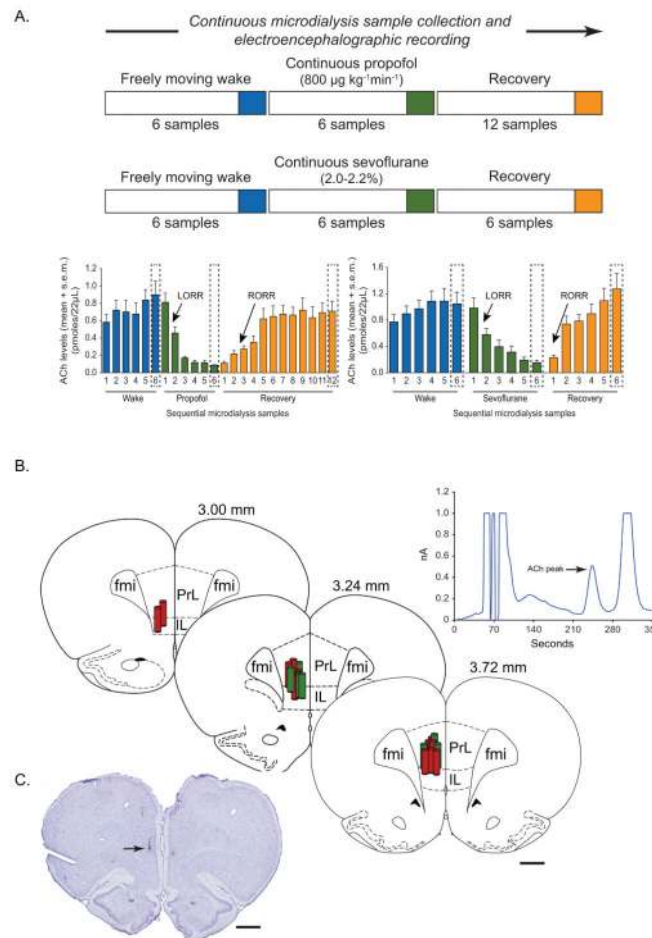 A.
Continuous microdialysis sample collection and
electroencephalographic recording
Continuous propofol
Freely moving wake (800 µg kg⁻¹min⁻¹) Recovery
6 samples 6 samples 12 samples
Continuous sevoflurane
Freely moving wake (2.0-2.2%) Recovery
6 samples 6 samples 6 samples
ACh levels (mean + s.e.m.)
(pmoles/22µL)
1.2
1.0
0.8
0.6
0.4
0.2
0.0
LORR
RORR
1 2 3 4 5 6 1 2 3 4 5 6 1 2 3 4 5 6 7 8 9 10 11 12
Wake Propofol Recovery
Sequential microdialysis samples
ACh levels (mean + s.e.m.)
(pmoles/22µL)
1.6
1.2
0.8
0.4
0.0
LORR
RORR
1 2 3 4 5 6 1 2 3 4 5 6 1 2 3 4 5 6
Wake Sevoflurane Recovery
Sequential microdialysis samples
B.
3.00 mm
fmi
PrL
IL
3.24 mm
fmi PrL fmi
IL
3.72 mm
fmi PrL fmi
IL
nA
1.0
1.0
0.8
0.6
0.4
0.2
0
ACh peak
0 70 140 210 280
Seconds
C.